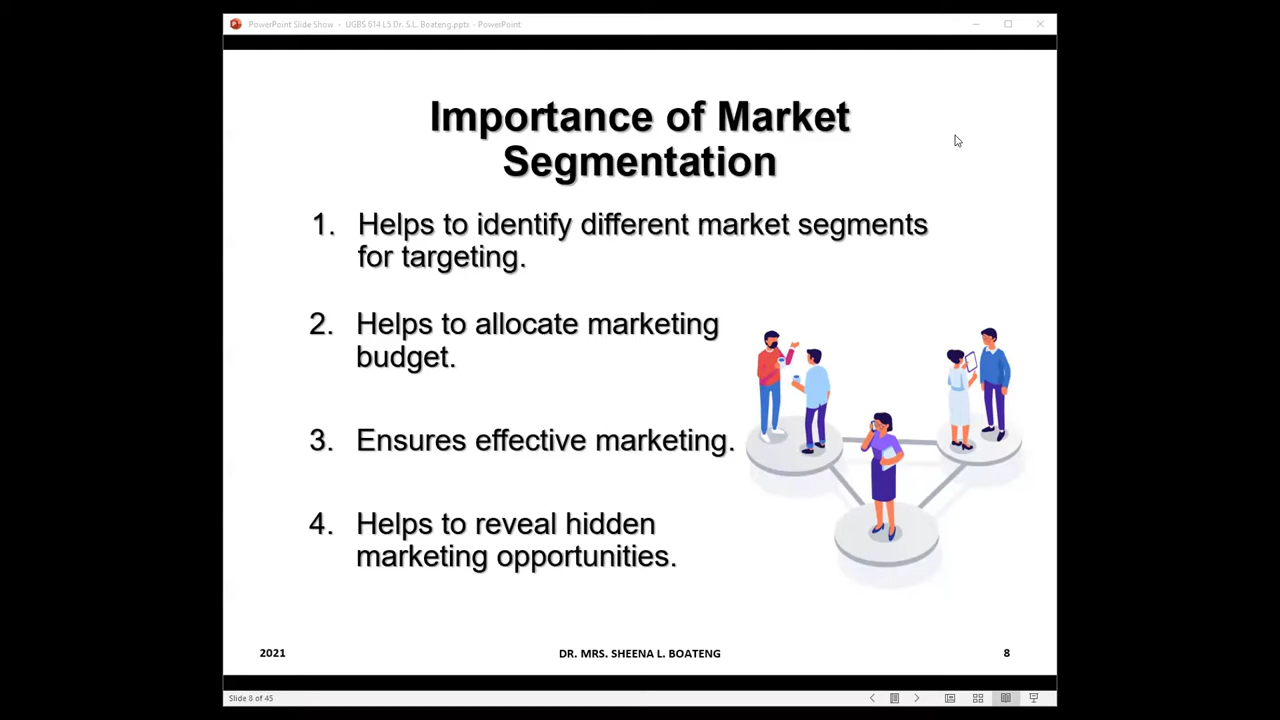 PowerPoint Slide Show - UGBS 614 L5 Dr. S.L. Boateng.ppts - PowerPoint
Importance of Market
Segmentation
1. Helps to identify different market segments
for targeting.
2. Helps to allocate marketing
budget.
3. Ensures effective marketing.
4. Helps to reveal hidden
marketing opportunities.
2021 DR. MRS. SHEENA L. BOATENG 8
Slide 8 of 45